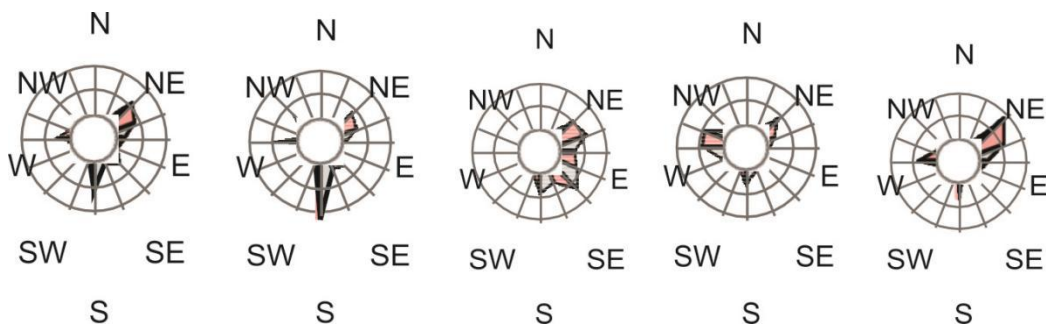 N N N N N
NW NE NW NE NW NE NW NE NW NE
W E W E W E W E W E
SW SE SW SE SW SE SW SE SW SE
S S S S S